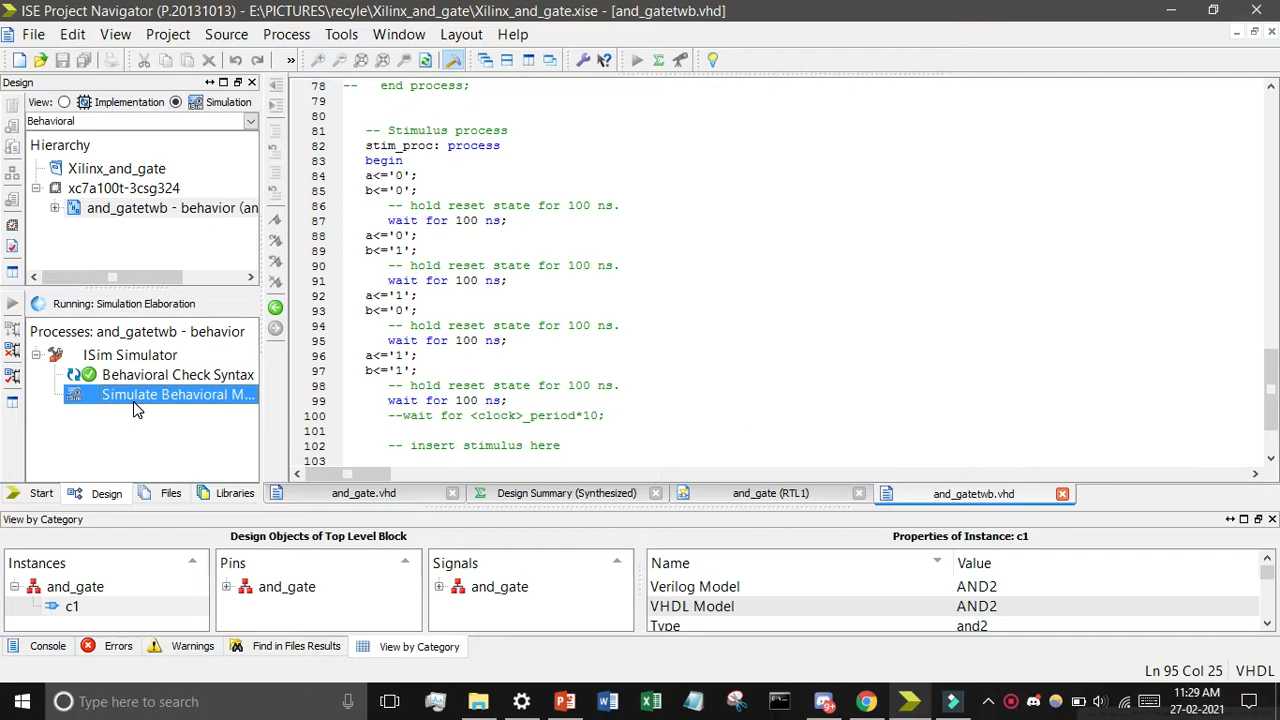 ISE Project Navigator (P.20131013) - E:\PICTURES\recyle\Xilinx_and_gate\Xilinx_and_gate.xise - [and_gatetwb.vhd]
File Edit View Project Source Process Tools Window Layout Help
Design
View: Implementation Simulation
Behavioral
Hierarchy
Xilinx_and_gate
xc7a100t-3csg324
and_gatetwb - behavior (an
Running: Simulation Elaboration
Processes: and_gatetwb - behavior
ISim Simulator
Behavioral Check Syntax
Simulate Behavioral M...
Start Design Files Libraries
78 -- end process;
79
80
81 -- Stimulus process
82 stim_proc: process
83 begin
84 a<='0';
85 b<='0';
86 -- hold reset state for 100 ns.
87 wait for 100 ns;
88 a<='0';
89 b<='1';
90 -- hold reset state for 100 ns.
91 wait for 100 ns;
92 a<='1';
93 b<='0';
94 -- hold reset state for 100 ns.
95 wait for 100 ns;
96 a<='1';
97 b<='1';
98 -- hold reset state for 100 ns.
99 wait for 100 ns;
100 --wait for <clock>_period*10;
101
102 -- insert stimulus here
103
and_gate.vhd Design Summary (Synthesized) and_gate (RTL1) and_gatetwb.vhd
View by Category
Design Objects of Top Level Block Properties of Instance: c1
Instances Pins Signals Name Value
and_gate and_gate and_gate Verilog Model AND2
c1 VHDL Model AND2
Type and2
Console Errors Warnings Find in Files Results View by Category
Ln 95 Col 25 VHDL
Type here to search
11:29 AM
27-02-2021